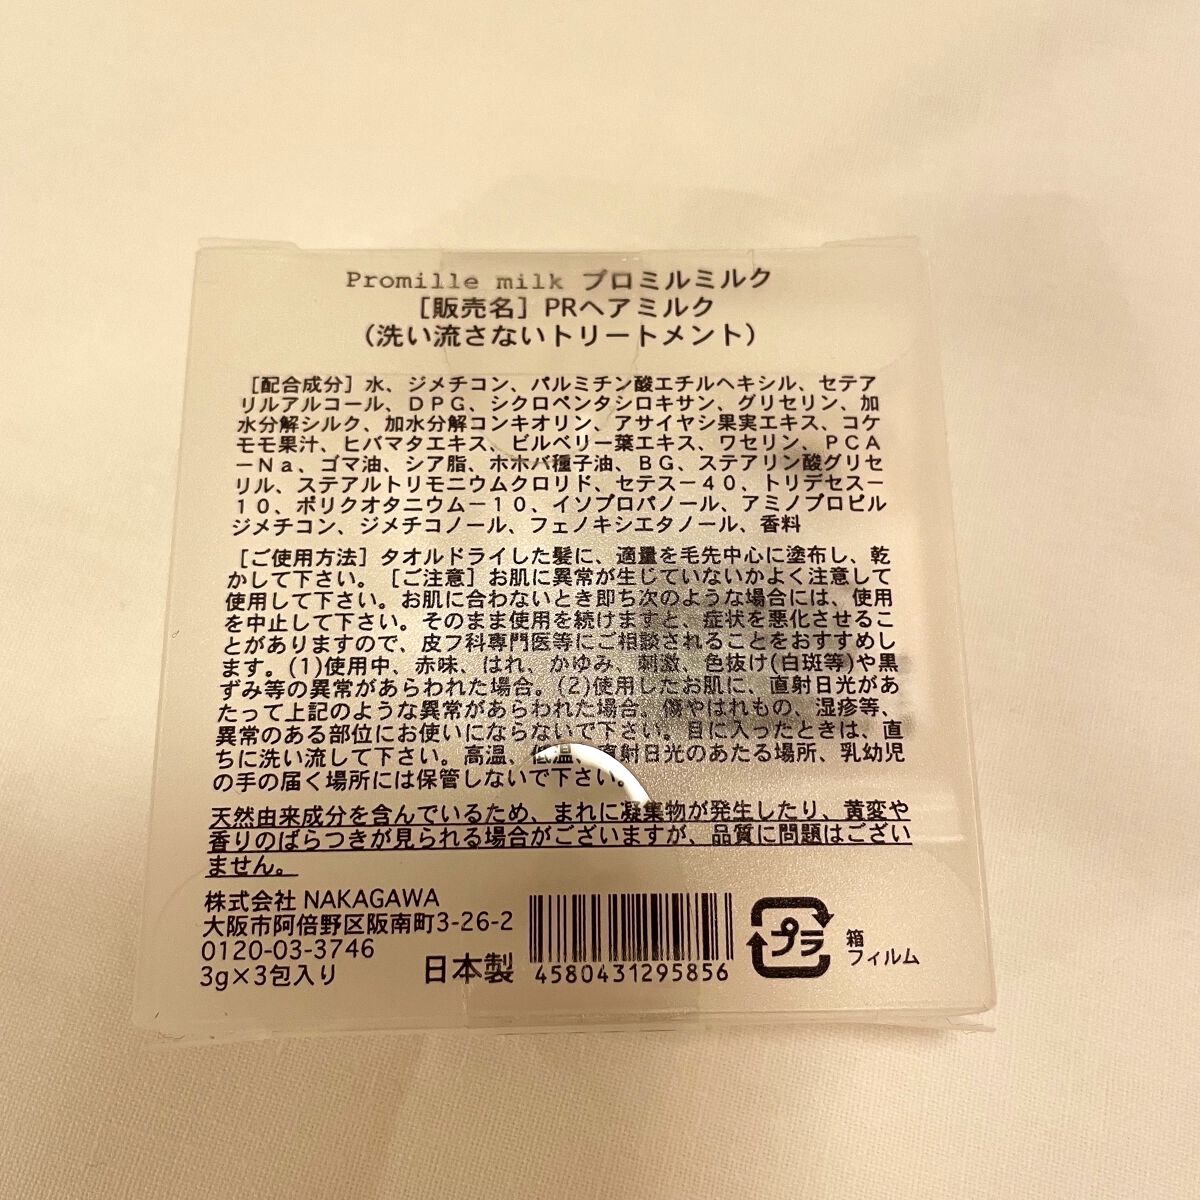 Promille milk プロミルミルク
［販売名］PRヘアミルク
（洗い流さないトリートメント）
［配合成分］水、ジメチコン、パルミチン酸エチルヘキシル、セテア
リルアルコール、ＤＰＧ、シクロペンタシロキサン、グリセリン、加
水分解シルク、加水分解コンキオリン、アサイヤシ果実エキス、コケ
モモ果汁、ヒバマタエキス、ビルベリー葉エキス、ワセリン、ＰＣＡ
－Ｎａ、ゴマ油、シア脂、ホホバ種子油、ＢＧ、ステアリン酸グリセ
リル、ステアルトリモニウムクロリド、セテス－４０、トリデセス－
１０、ポリクオタニウム－１０、イソプロパノール、アミノプロピル
ジメチコン、ジメチコノール、フェノキシエタノール、香料
［ご使用方法］タオルドライした髪に、適量を毛先中心に塗布し、乾
かして下さい。［ご注意］お肌に異常が生じていないかよく注意して
使用して下さい。お肌に合わないとき即ち次のような場合には、使用
を中止して下さい。そのまま使用を続けますと、症状を悪化させるこ
とがありますので、皮フ科専門医等にご相談されることをおすすめし
ます。(1)使用中、赤味、はれ、かゆみ、刺激、色抜け(白斑等)や黒
ずみ等の異常があらわれた場合。(2)使用したお肌に、直射日光があ
たって上記のような異常があらわれた場合。傷やはれもの、湿疹等、
異常のある部位にお使いにならないで下さい。目に入ったときは、直
ちに洗い流して下さい。高温、低温、直射日光のあたる場所、乳幼児
の手の届く場所には保管しないで下さい。
天然由来成分を含んでいるため、まれに凝集物が発生したり、黄変や
香りのばらつきが見られる場合がございますが、品質に問題はござい
ません。
株式会社 NAKAGAWA
大阪市阿倍野区阪南町3-26-2
0120-03-3746
3g×3包入り
日本製
4580431295856
プラ
箱
フィルム